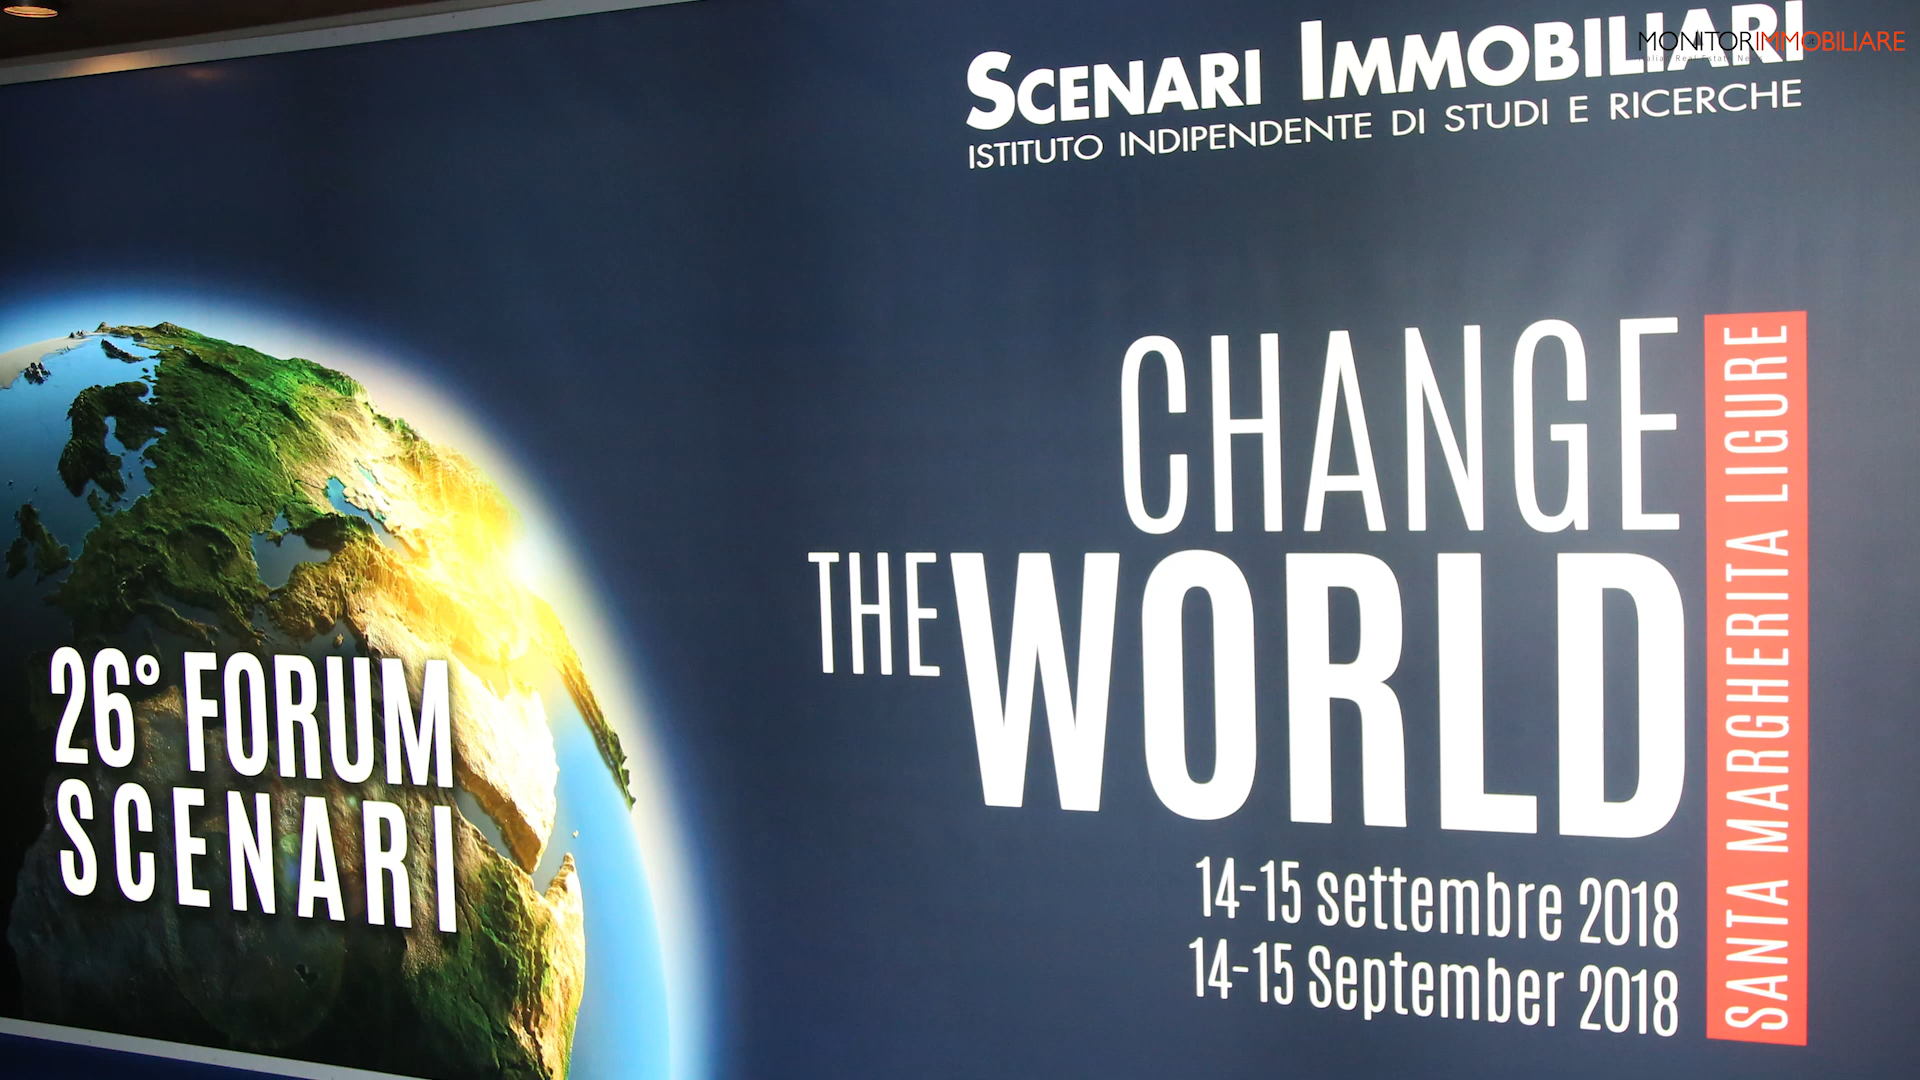 SCENARI IMMOBILIARI
MONITORIMMOBILIARE
ISTITUTO INDIPENDENTE DI STUDI E RICERCHE
CHANGE
THE WORLD
SANTA MARGHERITA LIGURE
26° FORUM
SCENARI
14-15 settembre 2018
14-15 September 2018